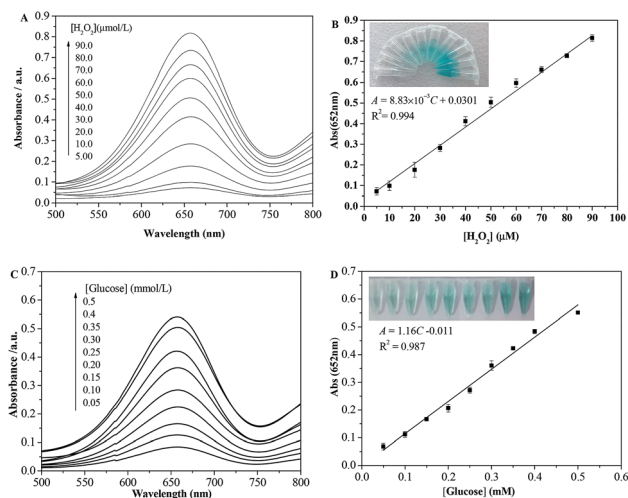 A
[H2O2](μmol/L)
90.0
80.0
70.0
60.0
50.0
40.0
30.0
20.0
10.0
5.00
Absorbance / a.u.
0.9
0.8
0.7
0.6
0.5
0.4
0.3
0.2
0.1
0.0
500 550 600 650 700 750 800
Wavelength (nm)
B
A = 8.83×10⁻³C + 0.0301
R² = 0.994
Abs(652nm)
0.9
0.8
0.7
0.6
0.5
0.4
0.3
0.2
0.1
0.0
0 10 20 30 40 50 60 70 80 90 100
[H2O2] (μM)
C
[Glucose] (mmol/L)
0.5
0.4
0.35
0.30
0.25
0.20
0.15
0.10
0.05
Absorbance /a.u.
0.7
0.6
0.5
0.4
0.3
0.2
0.1
0.0
500 550 600 650 700 750 800
Wavelength (nm)
D
A = 1.16C -0.011
R² = 0.987
Abs (652nm)
0.7
0.6
0.5
0.4
0.3
0.2
0.1
0.0
0.0 0.1 0.2 0.3 0.4 0.5 0.6
[Glucose] (mM)